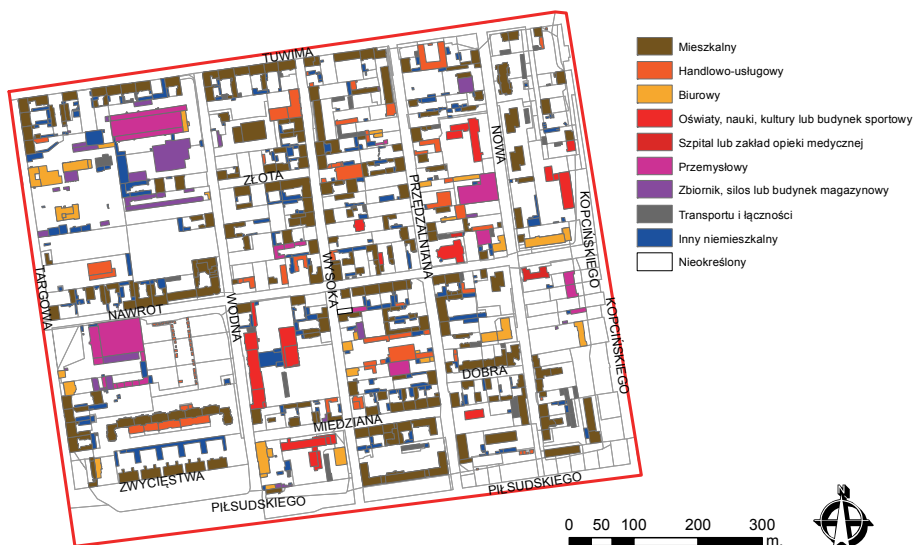 TUWIMA
ZŁOTA
NOWA
PRZĘDZALNIANA
KOPCIŃSKIEGO
TARGOWA
WODNA
WYSOKA
NAWROT
KOPCIŃSKIEGO
DOBRA
MIEDZIANA
ZWYCIĘSTWA
PIŁSUDSKIEGO
PIŁSUDSKIEGO
Mieszkalny
Handlowo-usługowy
Biurowy
Oświaty, nauki, kultury lub budynek sportowy
Szpital lub zakład opieki medycznej
Przemysłowy
Zbiornik, silos lub budynek magazynowy
Transportu i łączności
Inny niemieszkalny
Nieokreślony
N
0 50 100 200 300
m.